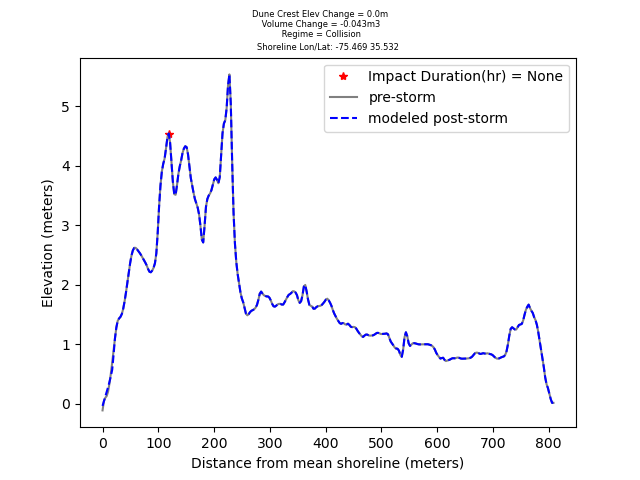 Dune Crest Elev Change = 0.0m
Volume Change = -0.043m3
Regime = Collision
Shoreline Lon/Lat: -75.469 35.532
Impact Duration(hr) = None
pre-storm
modeled post-storm
Elevation (meters)
5
4
3
2
1
0
0 100 200 300 400 500 600 700 800
Distance from mean shoreline (meters)